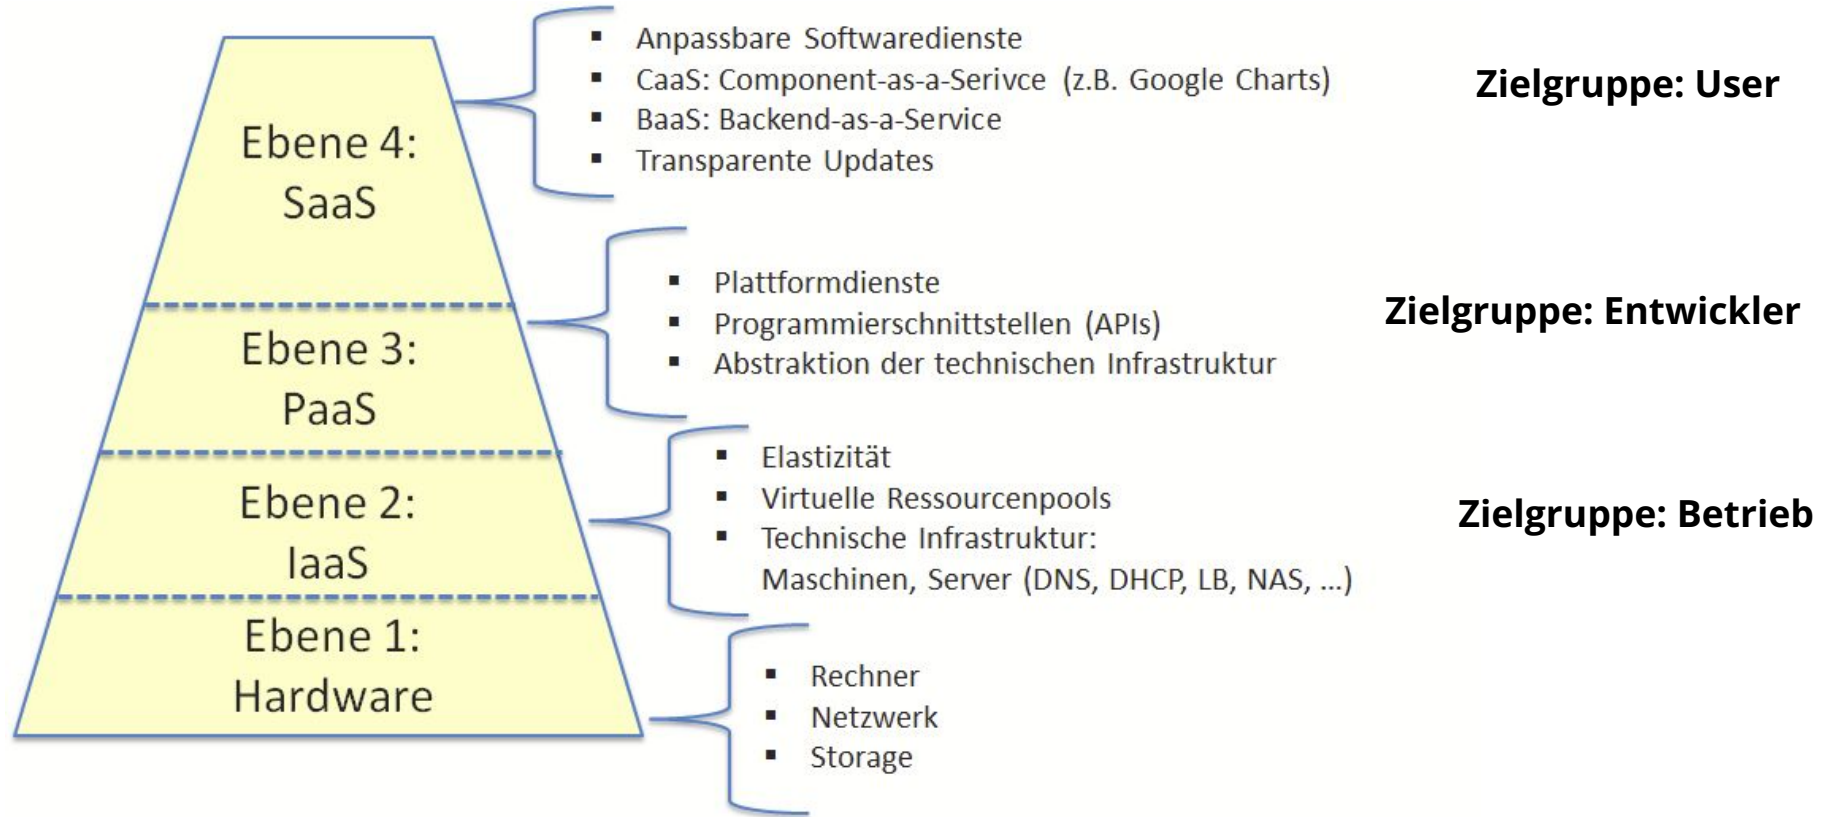 Ebene 4:
SaaS
▪ Anpassbare Softwaredienste
▪ CaaS: Component-as-a-Serivce (z.B. Google Charts)
▪ BaaS: Backend-as-a-Service
▪ Transparente Updates
Zielgruppe: User
Ebene 3:
PaaS
▪ Plattformdienste
▪ Programmierschnittstellen (APIs)
▪ Abstraktion der technischen Infrastruktur
Zielgruppe: Entwickler
Ebene 2:
IaaS
▪ Elastizität
▪ Virtuelle Ressourcenpools
▪ Technische Infrastruktur:
Maschinen, Server (DNS, DHCP, LB, NAS, ...)
Zielgruppe: Betrieb
Ebene 1:
Hardware
▪ Rechner
▪ Netzwerk
▪ Storage